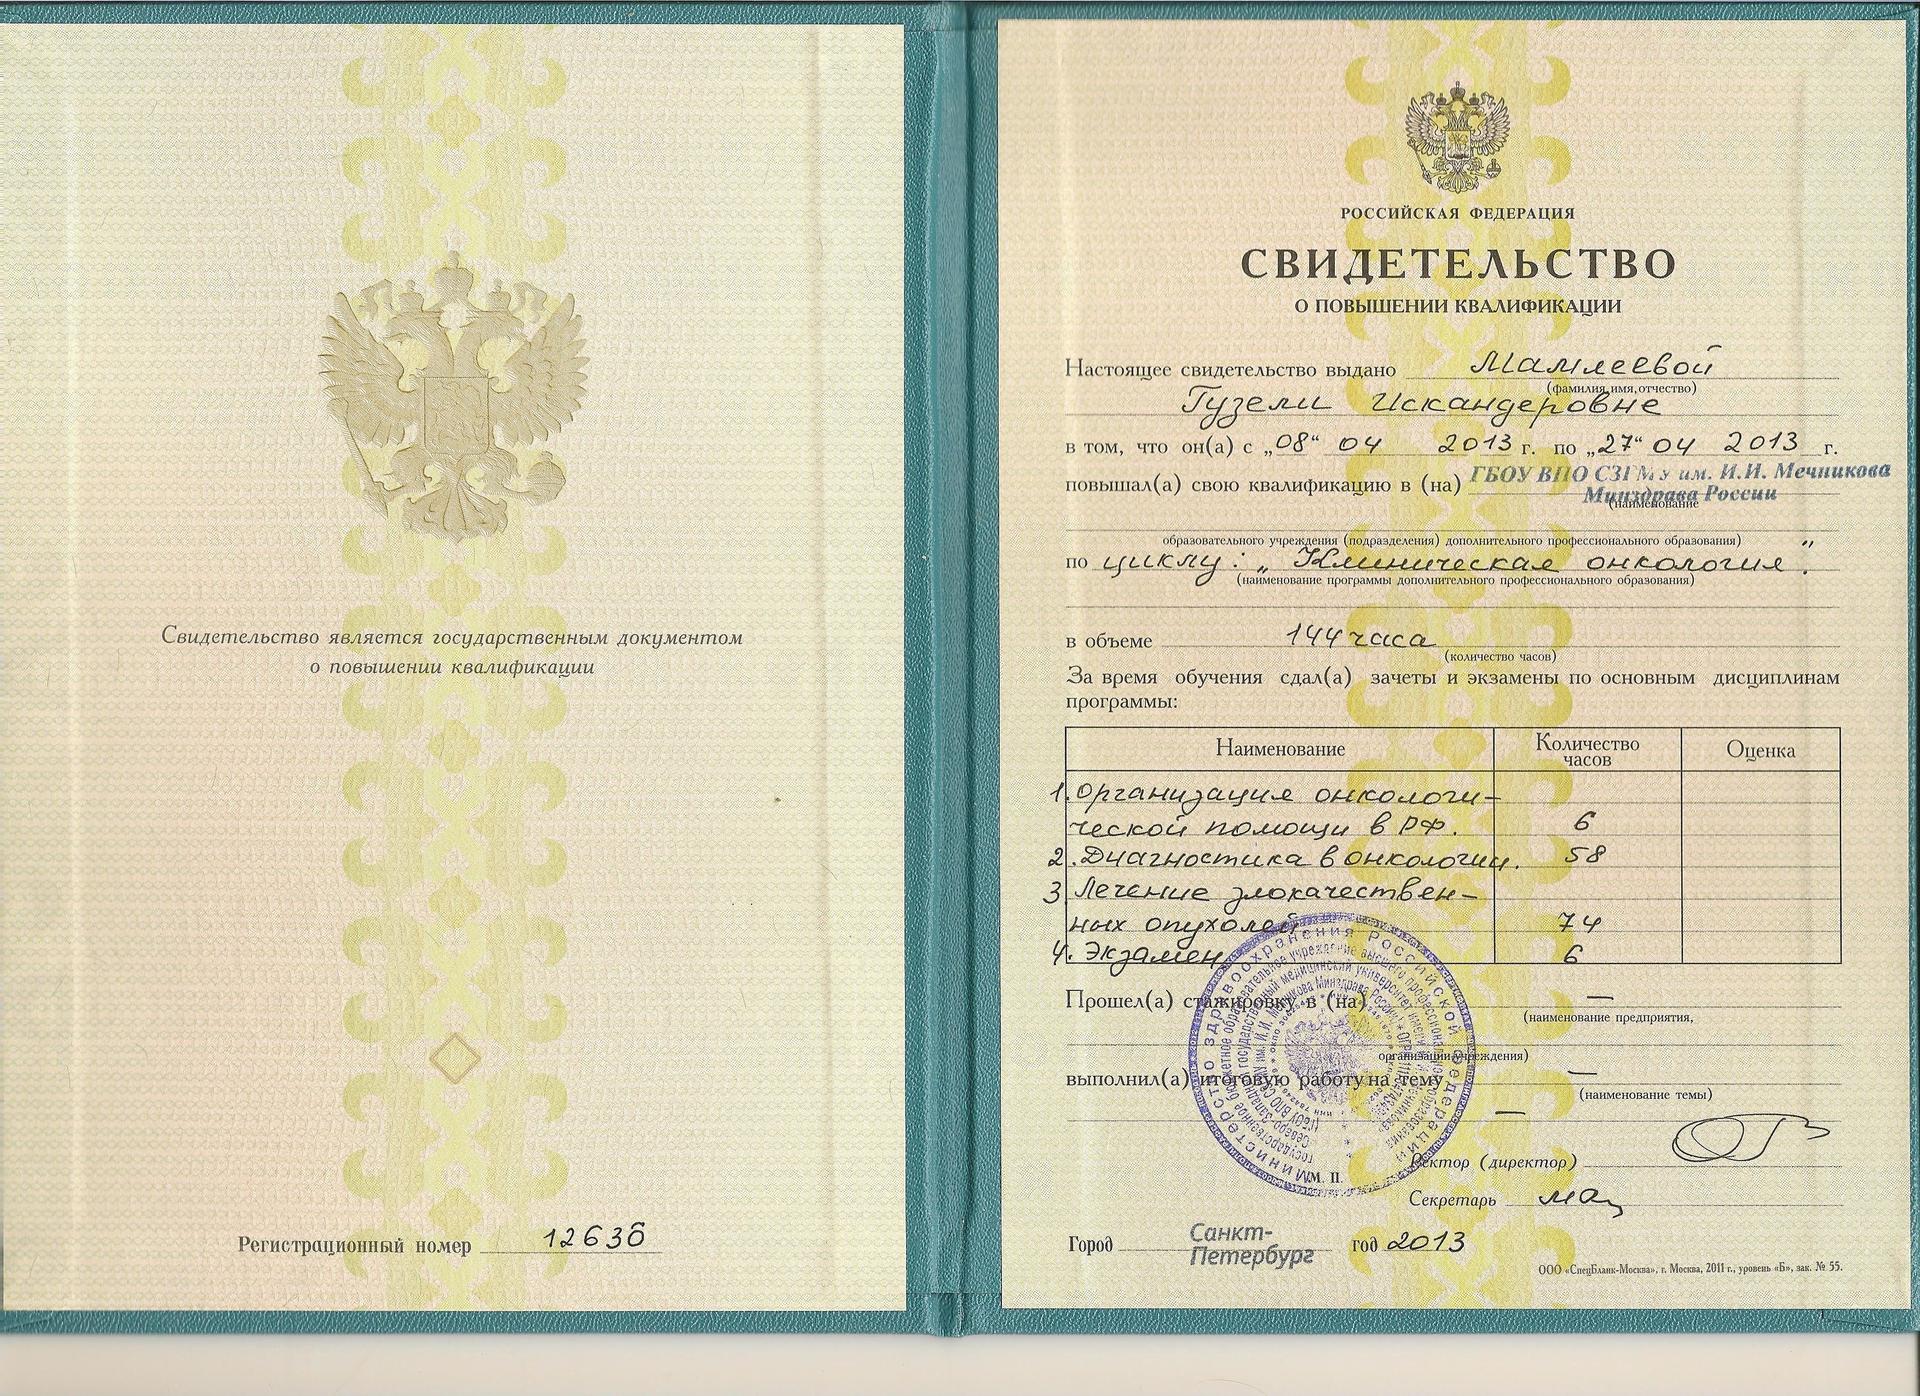 Свидетельство является государственным документом
о повышении квалификации
Регистрационный номер 12636
РОССИЙСКАЯ ФЕДЕРАЦИЯ
СВИДЕТЕЛЬСТВО
О ПОВЫШЕНИИ КВАЛИФИКАЦИИ
Настоящее свидетельство выдано Мамлеевой
(фамилия, имя, отчество)
Гузели Искандеровне
в том, что он(а) с „08“ 04 2013 г. по „27“ 04 2013 г.
повышал(а) свою квалификацию в (на) ГБОУ ВПО СЗГМУ им. И.И. Мечникова
Минздрава России
(наименование
образовательного учреждения (подразделения) дополнительного профессионального образования)
по циклу: „Клиническая онкология".
(наименование программы дополнительного профессионального образования)
в объеме 144 часа
(количество часов)
За время обучения сдал(а) зачеты и экзамены по основным дисциплинам
программы:
Наименование Количество часов Оценка
1. Организация онкологи-
ческой помощи в РФ. 6
2. Диагностика в онкологии. 58
3. Лечение злокачествен-
ных опухолей 74
4. Экзамен 6
Прошел(а) стажировку в (на) —
(наименование предприятия,
организации, учреждения)
выполнил(а) итоговую работу на тему —
(наименование темы)
—
Министерство здравоохранения Российской Федерации
М. П.
Ректор (директор)
Секретарь
Город Санкт-
Петербург год 2013
ООО «СпецБланк-Москва», г. Москва, 2011 г., уровень «Б», зак. № 55.